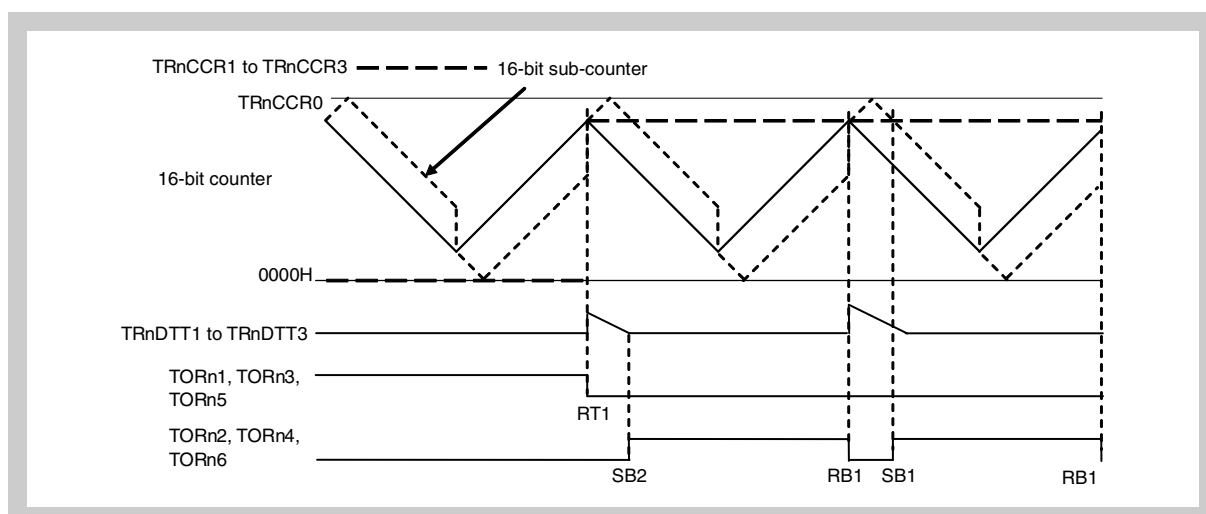 TRnCCR1 to TRnCCR3
16-bit sub-counter
TRnCCR0
16-bit counter
0000H
TRnDTT1 to TRnDTT3
TORn1, TORn3,
TORn5
RT1
TORn2, TORn4,
TORn6
SB2
RB1
SB1
RB1